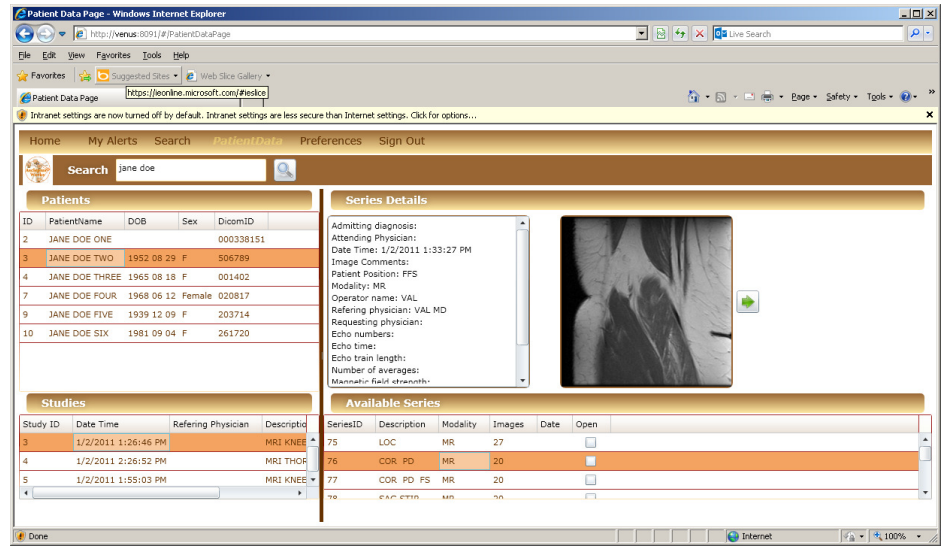 Patient Data Page - Windows Internet Explorer
http://venus:8091/#/PatientDataPage
Live Search
File Edit View Favorites Tools Help
Favorites Suggested Sites Web Slice Gallery
Patient Data Page https://ieonline.microsoft.com/#ieslice Page Safety Tools »
Intranet settings are now turned off by default. Intranet settings are less secure than Internet settings. Click for options...
Home My Alerts Search PatientData Preferences Sign Out
Search jane doe
Patients
ID PatientName DOB Sex DicomID
2 JANE DOE ONE 000338151
3 JANE DOE TWO 1952 08 29 F 506789
4 JANE DOE THREE 1965 08 18 F 001402
7 JANE DOE FOUR 1968 06 12 Female 020817
9 JANE DOE FIVE 1939 12 09 F 203714
10 JANE DOE SIX 1981 09 04 F 261720
Series Details
Admitting diagnosis:
Attending Physician:
Date Time: 1/2/2011 1:33:27 PM
Image Comments:
Patient Position: FFS
Modality: MR
Operator name: VAL
Refering physician: VAL MD
Requesting physician:
Echo numbers:
Echo time:
Echo train length:
Number of averages:
Magnetic field strength:
Studies
Study ID Date Time Refering Physician Descriptio
3 1/2/2011 1:26:46 PM MRI KNEE
4 1/2/2011 2:26:52 PM MRI THOR
5 1/2/2011 1:55:03 PM MRI KNEE
Available Series
SeriesID Description Modality Images Date Open
75 LOC MR 27
76 COR PD MR 20
77 COR PD FS MR 20
78 SAG STIR MR 20
Done Internet 100%